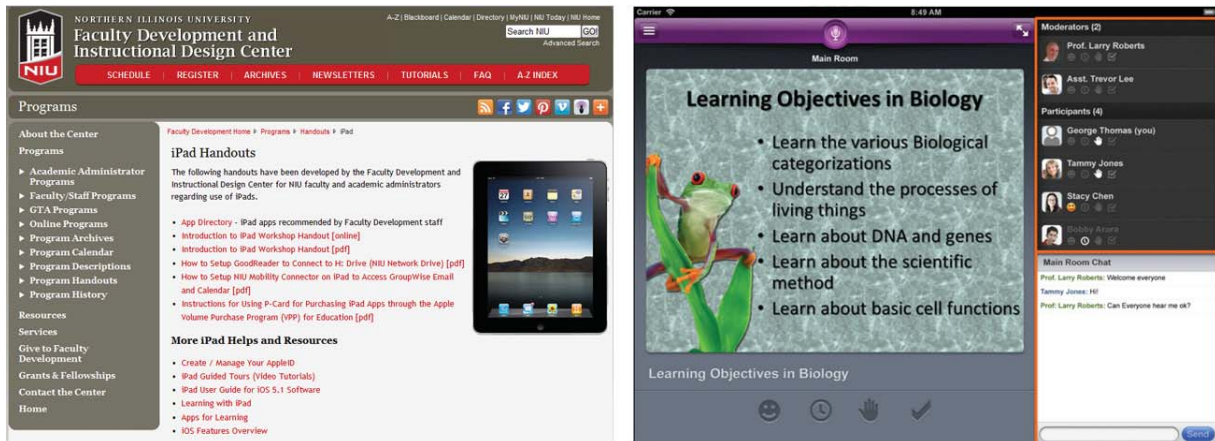 NORTHERN ILLINOIS UNIVERSITY
Faculty Development and
Instructional Design Center
NIU
A-Z | Blackboard | Calendar | Directory | MyNIU | NIU Today | NIU Home
Search NIU GO!
Advanced Search
SCHEDULE | REGISTER | ARCHIVES | NEWSLETTERS | TUTORIALS | FAQ | A-Z INDEX
Programs
About the Center
Programs
Academic Administrator
Programs
Faculty/Staff Programs
GTA Programs
Online Programs
Program Archives
Program Calendar
Program Descriptions
Program Handouts
Program History
Resources
Services
Give to Faculty
Development
Grants & Fellowships
Contact the Center
Home
Faculty Development Home Programs Handouts iPad
iPad Handouts
The following handouts have been developed by the Faculty Development and
Instructional Design Center for NIU faculty and academic administrators
regarding use of iPads.
• App Directory - iPad apps recommended by Faculty Development staff
• Introduction to iPad Workshop Handout [online]
• Introduction to iPad Workshop Handout [pdf]
• How to Setup GoodReader to Connect to H: Drive (NIU Network Drive) [pdf]
• How to Setup NIU Mobility Connector on iPad to Access GroupWise Email
and Calendar [pdf]
• Instructions for Using P-Card for Purchasing iPad Apps through the Apple
Volume Purchase Program (VPP) for Education [pdf]
More iPad Helps and Resources
• Create / Manage Your AppleID
• iPad Guided Tours (Video Tutorials)
• iPad User Guide for iOS 5.1 Software
• Learning with iPad
• Apps for Learning
• iOS Features Overview
Carrier 8:49 AM
Main Room
Learning Objectives in Biology
• Learn the various Biological
categorizations
• Understand the processes of
living things
• Learn about DNA and genes
• Learn about the scientific
method
• Learn about basic cell functions
Learning Objectives in Biology
Moderators (2)
Prof. Larry Roberts
Asst. Trevor Lee
Participants (4)
George Thomas (you)
Tammy Jones
Stacy Chen
Bobby
Main Room Chat
Prof. Larry Roberts: Welcome everyone
Tammy Jones: Hi!
Prof. Larry Roberts: Can Everyone hear me ok?
Send